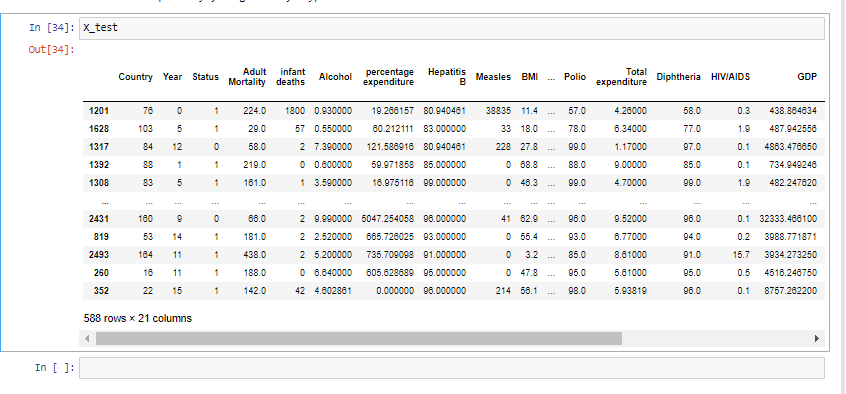 In [34]: X_test
Out[34]:
Country Year Status Adult Mortality infant deaths Alcohol percentage expenditure Hepatitis B Measles BMI ... Polio Total expenditure Diphtheria HIV/AIDS GDP
1201 76 0 1 224.0 1800 0.930000 19.266157 80.940461 38835 11.4 ... 57.0 4.26000 58.0 0.3 438.864634
1628 103 5 1 29.0 57 0.550000 60.212111 83.000000 33 18.0 ... 78.0 6.34000 77.0 1.9 487.942556
1317 84 12 0 58.0 2 7.390000 121.586916 80.940461 228 27.8 ... 99.0 1.17000 97.0 0.1 4863.476650
1392 88 1 1 219.0 0 0.600000 59.971858 85.000000 0 68.8 ... 88.0 9.00000 85.0 0.1 734.949246
1308 83 5 1 161.0 1 3.590000 16.975116 99.000000 0 46.3 ... 99.0 4.70000 99.0 1.9 482.247620
... ... ... ... ... ... ... ... ... ... ... ... ... ... ... ... ...
2431 160 9 0 66.0 2 9.990000 5047.254058 96.000000 41 62.9 ... 96.0 9.52000 96.0 0.1 32333.466100
819 53 14 1 181.0 2 2.520000 665.726025 93.000000 0 55.4 ... 93.0 6.77000 94.0 0.2 3988.771871
2493 164 11 1 438.0 2 5.200000 735.709098 91.000000 0 3.2 ... 85.0 8.61000 91.0 15.7 3934.273250
260 16 11 1 188.0 0 6.640000 605.628689 95.000000 0 47.8 ... 95.0 5.61000 95.0 0.5 4516.246750
352 22 15 1 142.0 42 4.602861 0.000000 96.000000 214 56.1 ... 98.0 5.93819 96.0 0.1 8757.262200
588 rows × 21 columns
In [ ]: